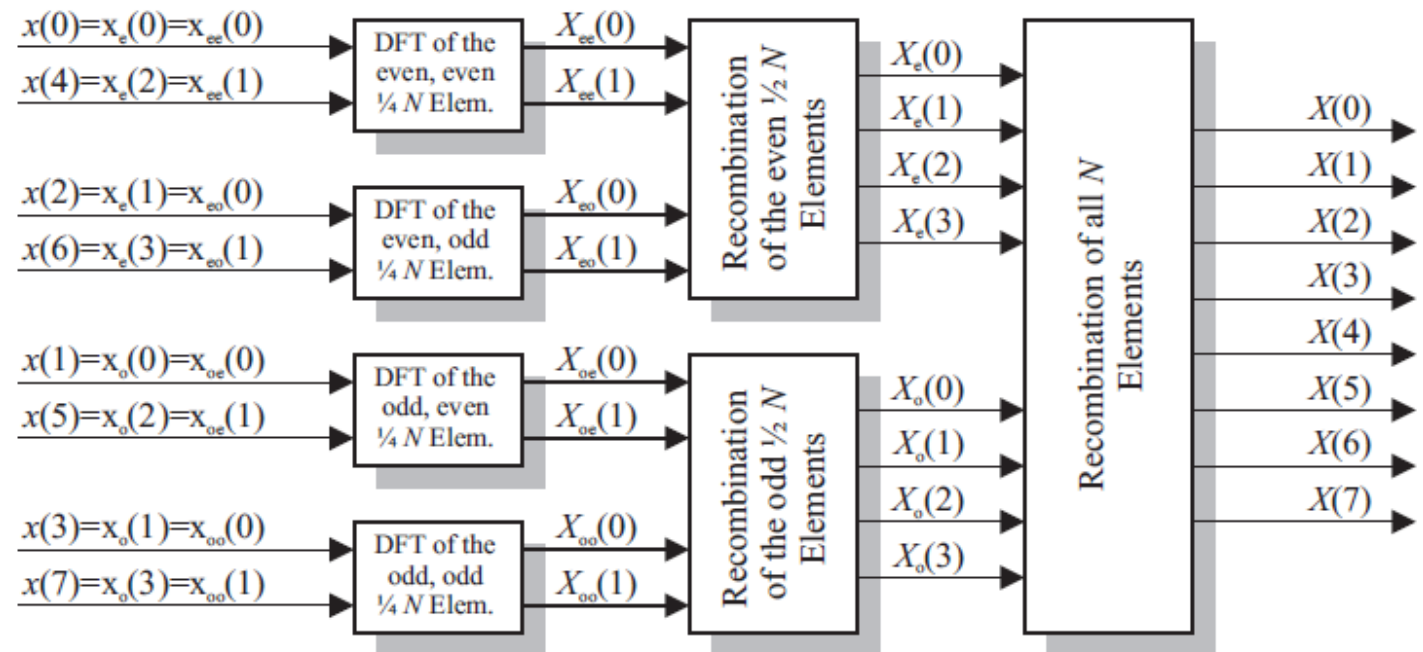 x(0)=xₑ(0)=xₑₑ(0)
x(4)=xₑ(2)=xₑₑ(1)
DFT of the
even, even
¼ N Elem.
Xₑₑ(0)
Xₑₑ(1)
x(2)=xₑ(1)=xₑₒ(0)
x(6)=xₑ(3)=xₑₒ(1)
DFT of the
even, odd
¼ N Elem.
Xₑₒ(0)
Xₑₒ(1)
Recombination
of the even ½ N
Elements
Xₑ(0)
Xₑ(1)
Xₑ(2)
Xₑ(3)
x(1)=xₒ(0)=xₒₑ(0)
x(5)=xₒ(2)=xₒₑ(1)
DFT of the
odd, even
¼ N Elem.
Xₒₑ(0)
Xₒₑ(1)
x(3)=xₒ(1)=xₒₒ(0)
x(7)=xₒ(3)=xₒₒ(1)
DFT of the
odd, odd
¼ N Elem.
Xₒₒ(0)
Xₒₒ(1)
Recombination
of the odd ½ N
Elements
Xₒ(0)
Xₒ(1)
Xₒ(2)
Xₒ(3)
Recombination of all N
Elements
X(0)
X(1)
X(2)
X(3)
X(4)
X(5)
X(6)
X(7)